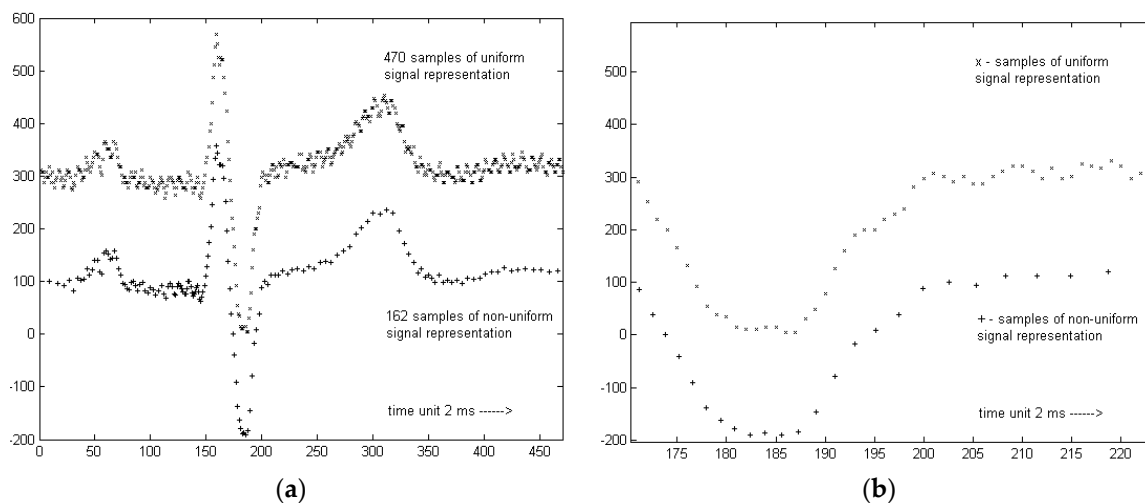 600
500
400
300
200
100
0
-100
-200
0 50 100 150 200 250 300 350 400 450
470 samples of uniform
signal representation
162 samples of non-uniform
signal representation
time unit 2 ms ----->
(a)
500
400
300
200
100
0
-100
-200
175 180 185 190 195 200 205 210 215 220
x - samples of uniform
signal representation
+ - samples of non-uniform
signal representation
time unit 2 ms ----->
(b)